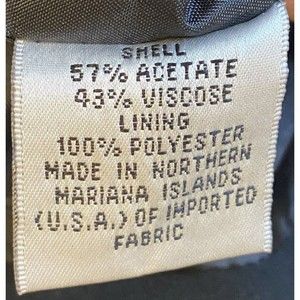 SHELL
57% ACETATE
43% VISCOSE
LINING
100% POLYESTER
MADE IN NORTHERN
MARIANA ISLANDS
(U.S.A.) OF IMPORTED
FABRIC